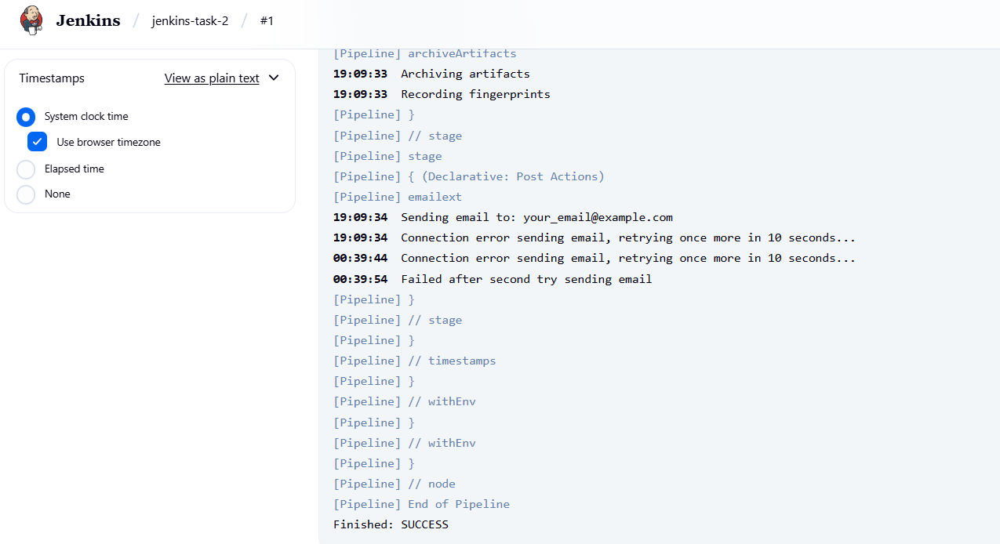 Jenkins / jenkins-task-2 / #1
Timestamps View as plain text
System clock time
Use browser timezone
Elapsed time
None
[Pipeline] archiveArtifacts
19:09:33 Archiving artifacts
19:09:33 Recording fingerprints
[Pipeline] }
[Pipeline] // stage
[Pipeline] stage
[Pipeline] { (Declarative: Post Actions)
[Pipeline] emailext
19:09:34 Sending email to: your_email@example.com
19:09:34 Connection error sending email, retrying once more in 10 seconds...
00:39:44 Connection error sending email, retrying once more in 10 seconds...
00:39:54 Failed after second try sending email
[Pipeline] }
[Pipeline] // stage
[Pipeline] }
[Pipeline] // timestamps
[Pipeline] }
[Pipeline] // withEnv
[Pipeline] }
[Pipeline] // withEnv
[Pipeline] }
[Pipeline] // node
[Pipeline] End of Pipeline
Finished: SUCCESS